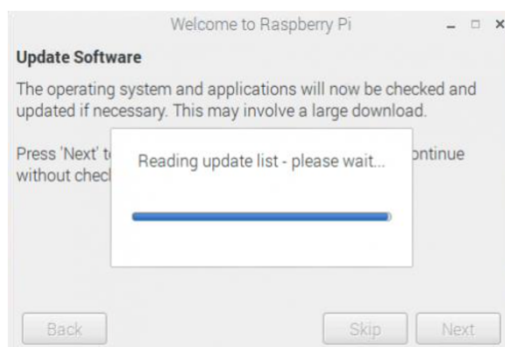 Welcome to Raspberry Pi
Update Software
The operating system and applications will now be checked and
updated if necessary. This may involve a large download.
Press 'Next' t
ontinue
without chec
Reading update list - please wait...
Back
Skip
Next